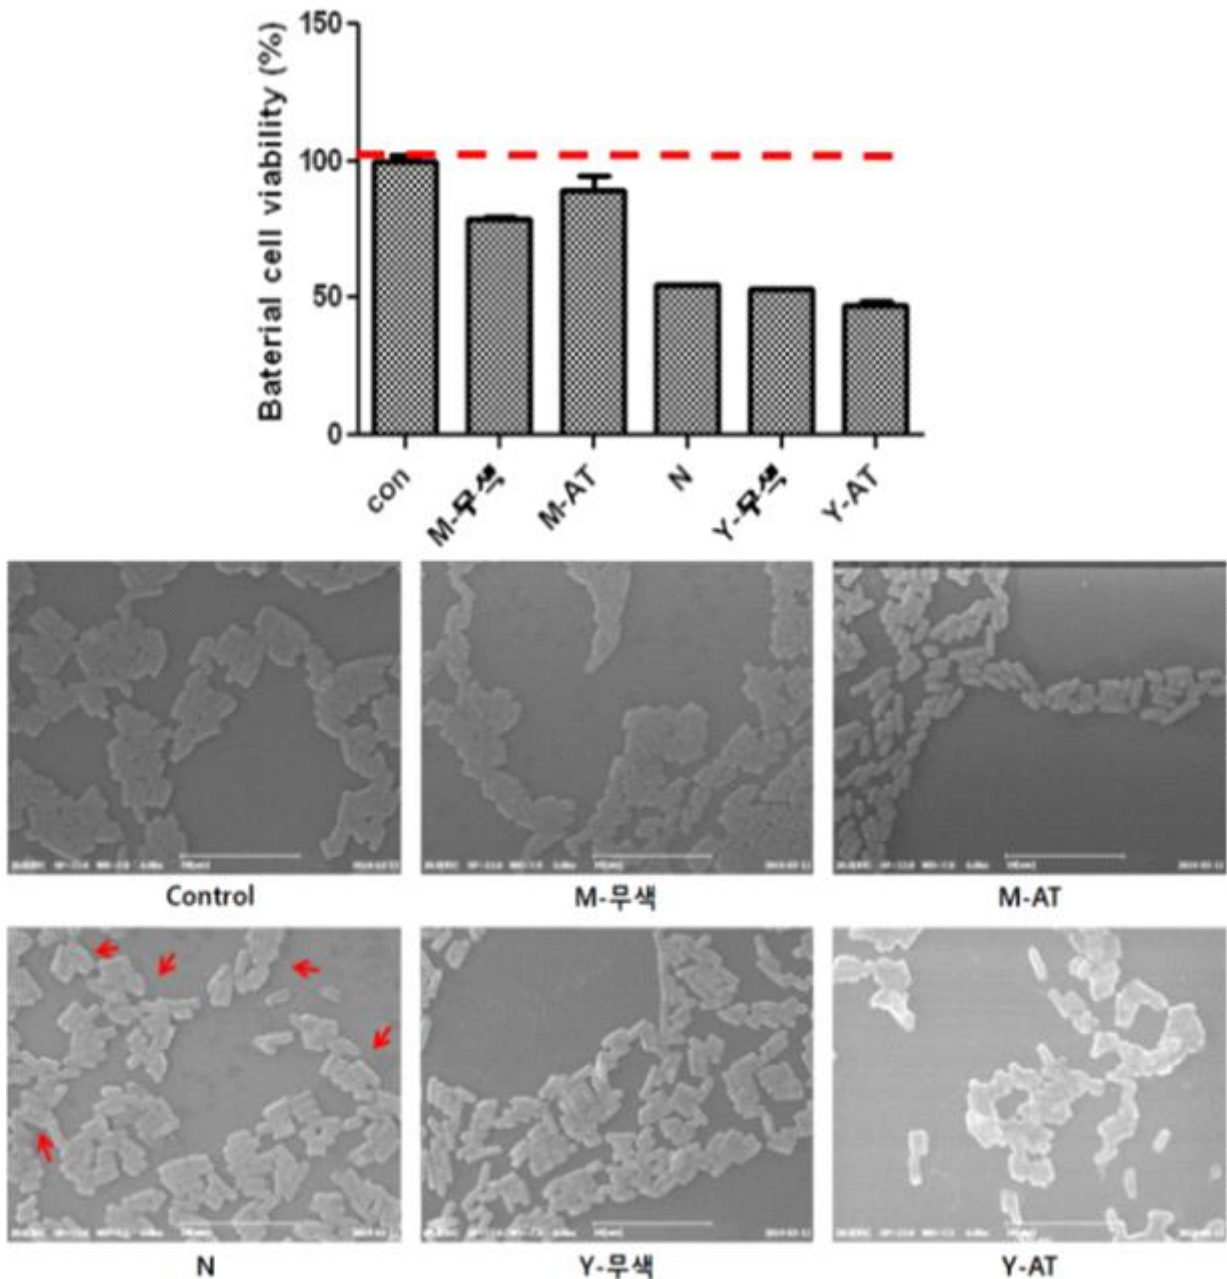 150
100
50
0
Baterial cell viability (%)
con
M-무색
M-AT
N
Y-무색
Y-AT
Control
M-무색
M-AT
N
Y-무색
Y-AT